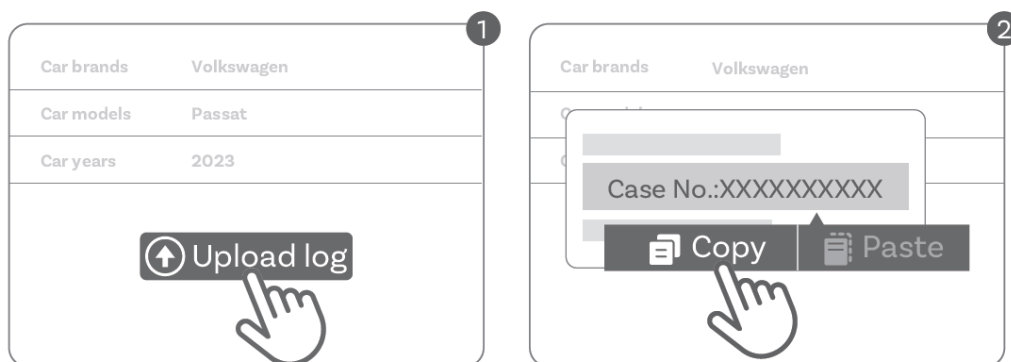 1
Car brands Volkswagen
Car models Passat
Car years 2023
Upload log
2
Car brands Volkswagen
Case No.:XXXXXXXXXX
Copy Paste